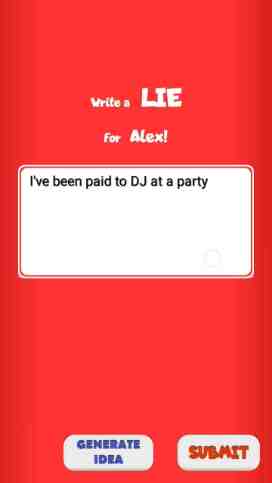 Write a LIE
For Alex!
I've been paid to DJ at a party
GENERATE
IDEA
SUBMIT